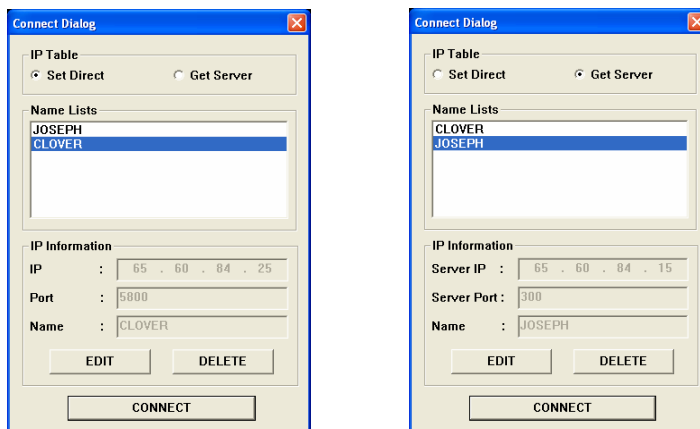 Connect Dialog
IP Table
Set Direct Get Server
Name Lists
JOSEPH
CLOVER
IP Information
IP : 65 . 60 . 84 . 25
Port : 5800
Name : CLOVER
EDIT DELETE
CONNECT
Connect Dialog
IP Table
Set Direct Get Server
Name Lists
CLOVER
JOSEPH
IP Information
Server IP : 65 . 60 . 84 . 15
Server Port : 300
Name : JOSEPH
EDIT DELETE
CONNECT